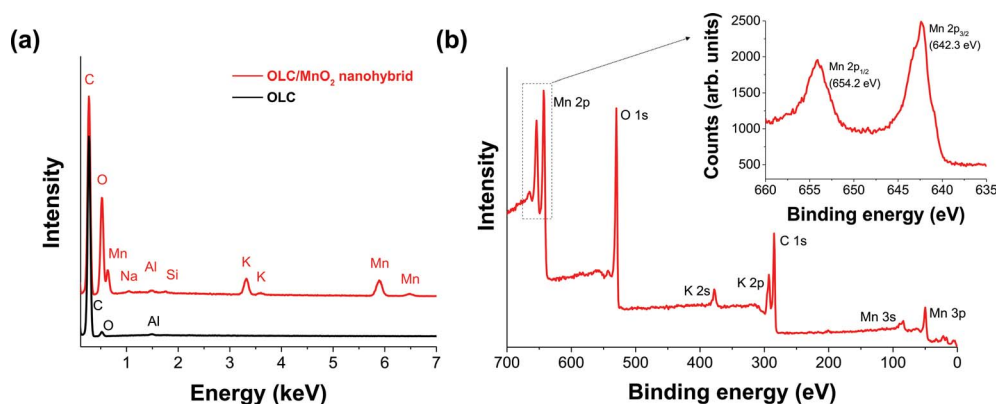 (a)
OLC/MnO₂ nanohybrid
OLC
C
O
Mn
Na
Al
Si
K
K
Mn
Mn
C
O
Al
Intensity
1 2 3 4 5 6 7
Energy (keV)
(b)
Mn 2p
O 1s
K 2s
K 2p
C 1s
Mn 3s
Mn 3p
Intensity
700 600 500 400 300 200 100 0
Binding energy (eV)
2500
2000
1500
1000
500
Counts (arb. units)
Mn 2p₁/₂
(654.2 eV)
Mn 2p₃/₂
(642.3 eV)
660 655 650 645 640 635
Binding energy (eV)